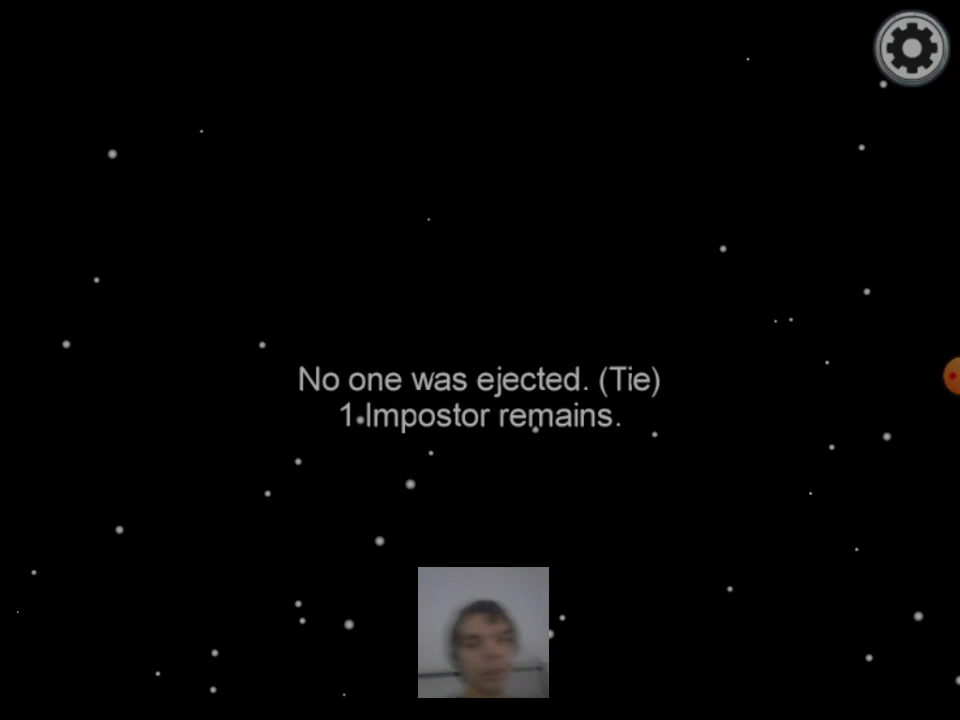 No one was ejected. (Tie)
1 Impostor remains.